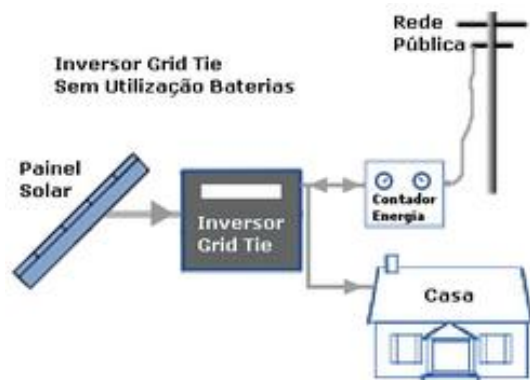 Rede
Pública
Inversor Grid Tie
Sem Utilização Baterias
Painel
Solar
Inversor
Grid Tie
Contador
Energia
Casa